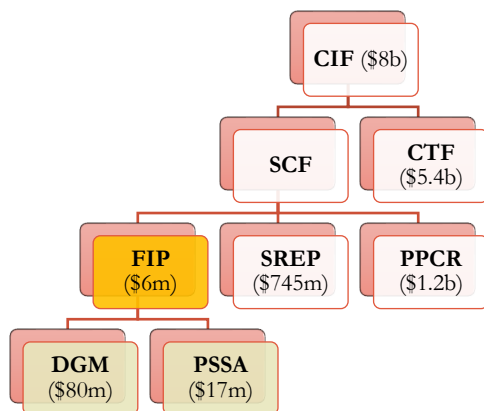 CIF ($8b)
SCF
CTF
($5.4b)
FIP
($6m)
SREP
($745m)
PPCR
($1.2b)
DGM
($80m)
PSSA
($17m)